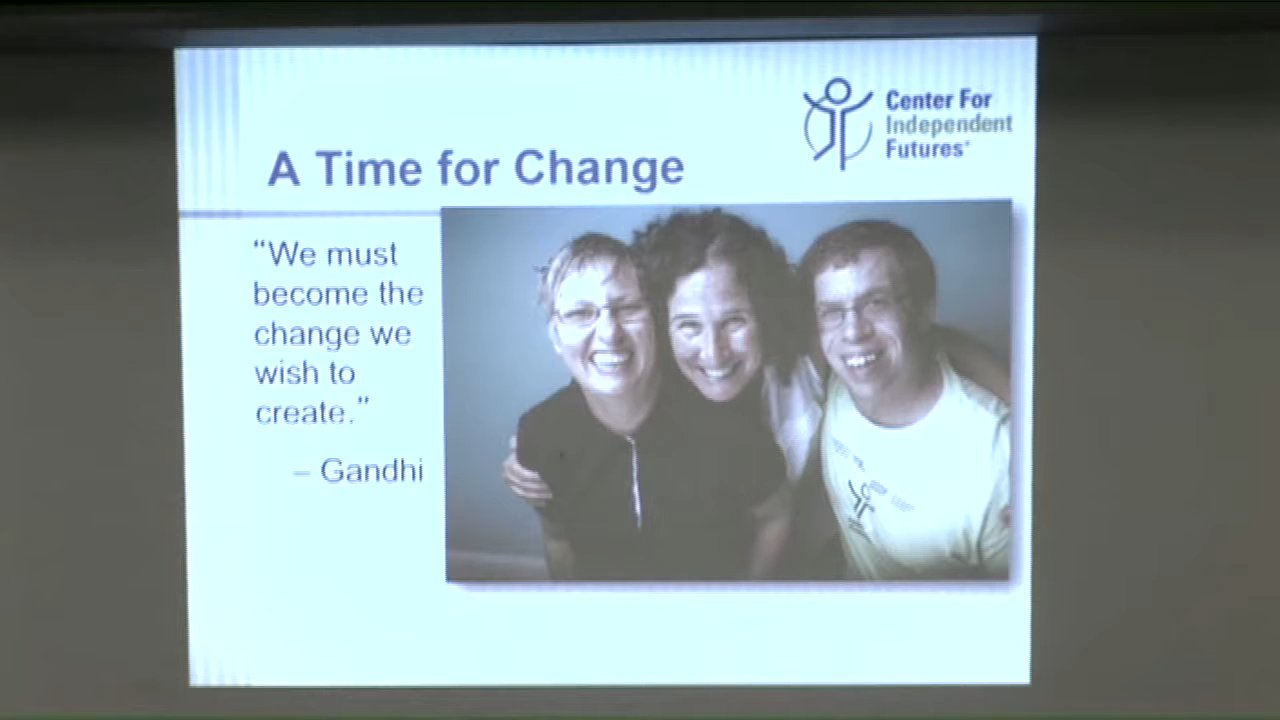 Center For
Independent
Futures
A Time for Change
“We must
become the
change we
wish to
create.”
– Gandhi